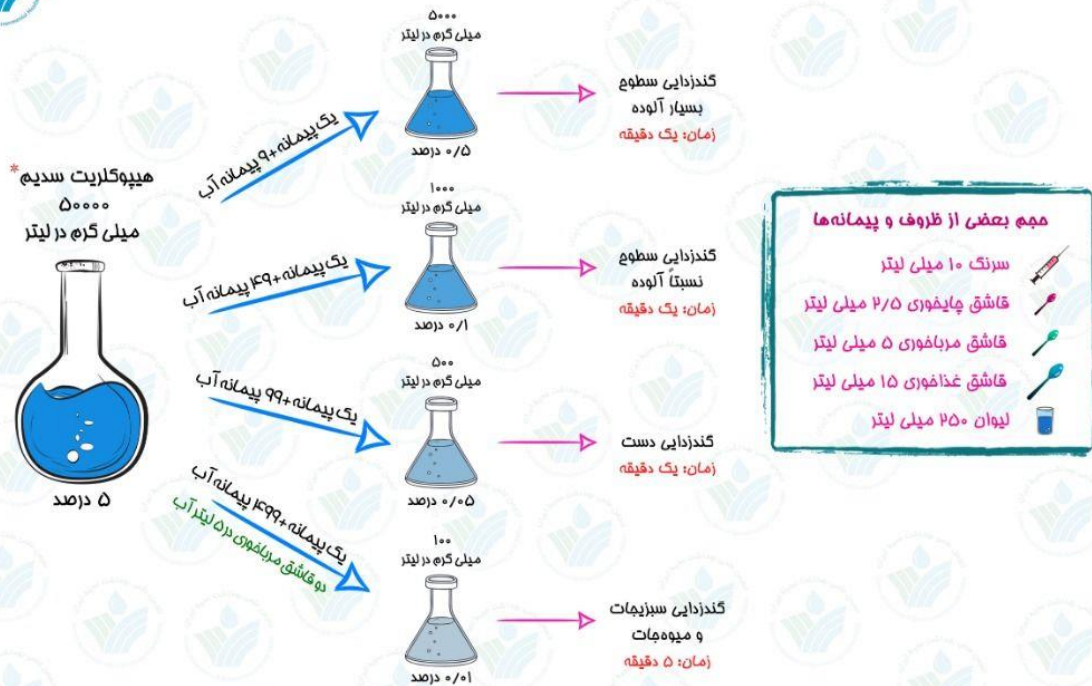 هیپوکلریت سدیم*
۵۰۰۰۰
میلی گرم در لیتر
۵ درصد
یک پیمانه+۹ پیمانه آب
۵۰۰۰
میلی گرم در لیتر
۰/۵ درصد
گندزدایی سطوح
بسیار آلوده
زمان: یک دقیقه
یک پیمانه+۴۹ پیمانه آب
۱۰۰۰
میلی گرم در لیتر
۰/۱ درصد
گندزدایی سطوح
نسبتاً آلوده
زمان: یک دقیقه
یک پیمانه+۹۹ پیمانه آب
۵۰۰
میلی گرم در لیتر
۰/۰۵ درصد
گندزدایی دست
زمان: یک دقیقه
یک پیمانه+۴۹۹ پیمانه آب
دو قاشق مرباخوری در ۵ لیتر آب
۱۰۰
میلی گرم در لیتر
۰/۰۱ درصد
گندزدایی سبزیجات
و میوه‌جات
زمان: ۵ دقیقه
حجم بعضی از ظروف و پیمانه‌ها
سرنگ ۱۰ میلی لیتر
قاشق چایخوری ۲/۵ میلی لیتر
قاشق مرباخوری ۵ میلی لیتر
قاشق غذاخوری ۱۵ میلی لیتر
لیوان ۲۵۰ میلی لیتر